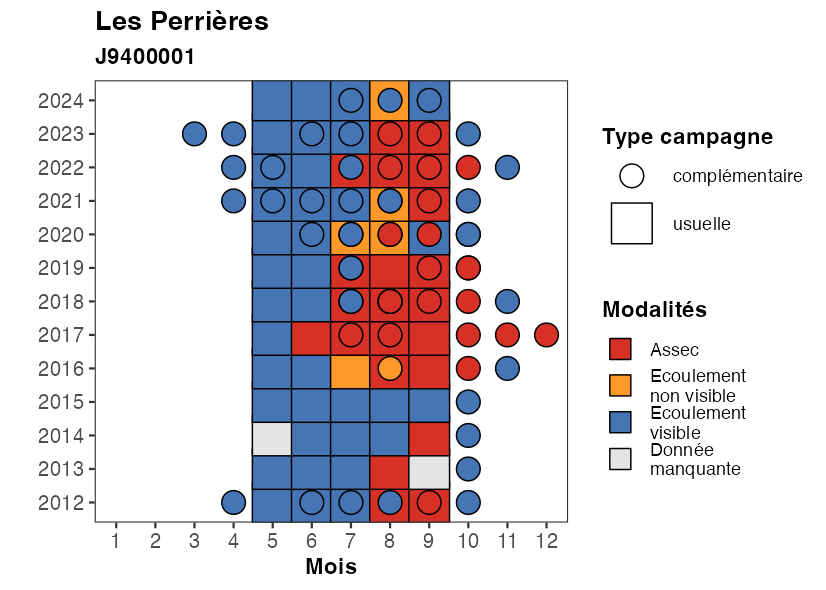 Les Perrières
J9400001
2024
2023
2022
2021
2020
2019
2018
2017
2016
2015
2014
2013
2012
1 2 3 4 5 6 7 8 9 10 11 12
Mois
Type campagne
complémentaire
usuelle
Modalités
Assec
Ecoulement
non visible
Ecoulement
visible
Donnée
manquante